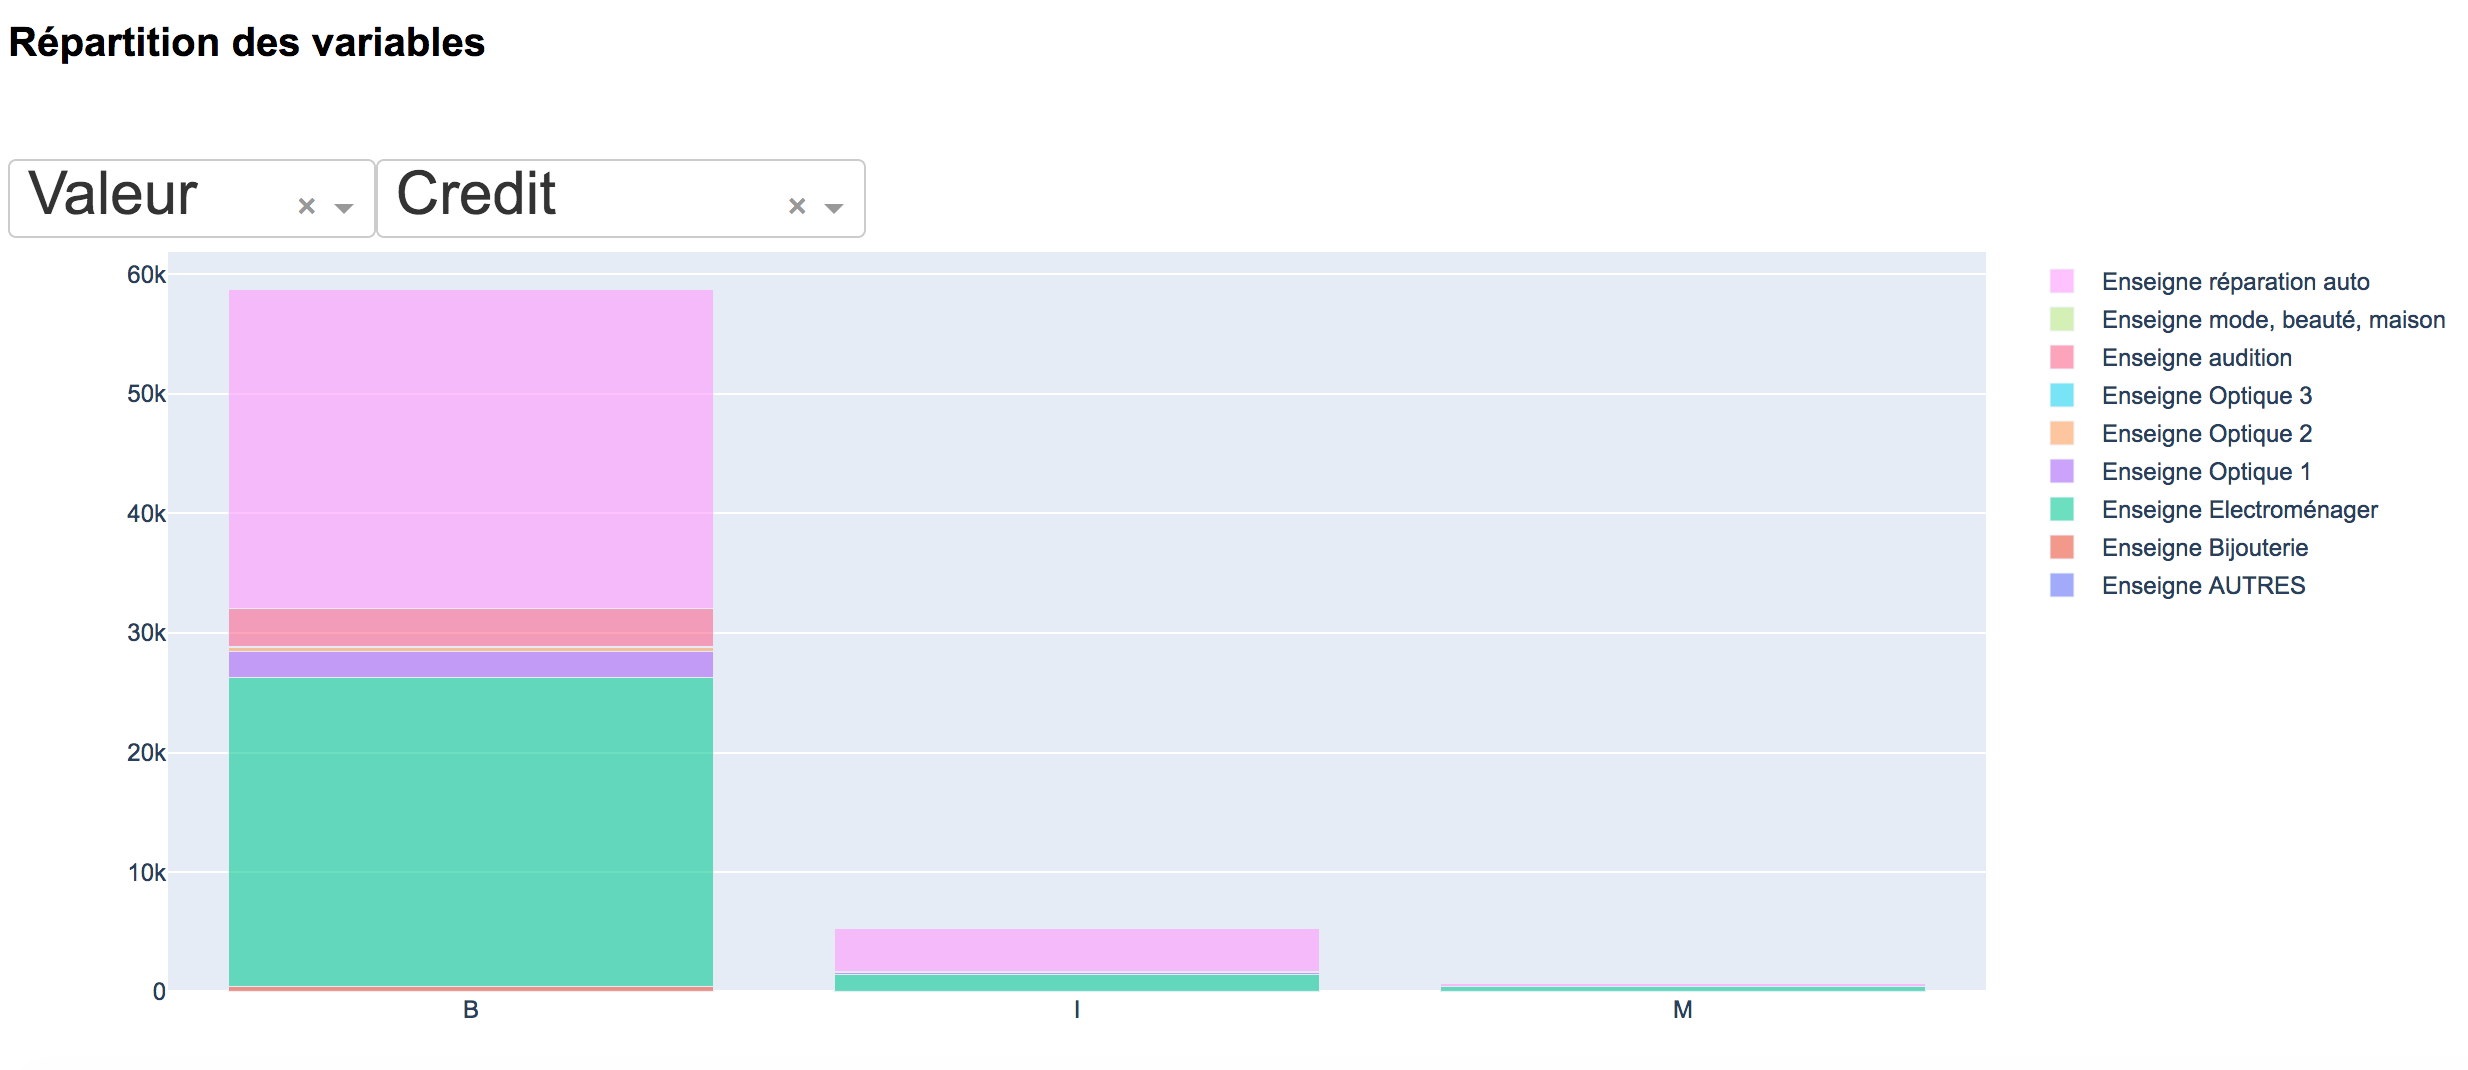 Répartition des variables
Valeur × Credit ×
60k
50k
40k
30k
20k
10k
0
B I M
Enseigne réparation auto
Enseigne mode, beauté, maison
Enseigne audition
Enseigne Optique 3
Enseigne Optique 2
Enseigne Optique 1
Enseigne Electroménager
Enseigne Bijouterie
Enseigne AUTRES